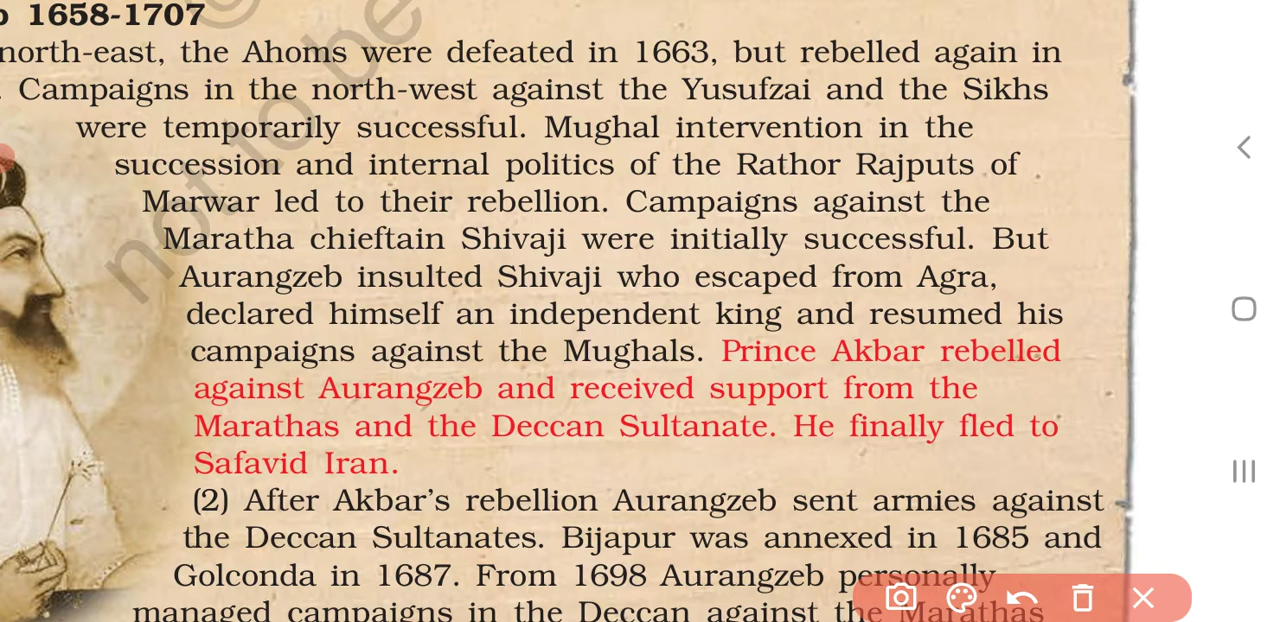 1658-1707
north-east, the Ahoms were defeated in 1663, but rebelled again in
. Campaigns in the north-west against the Yusufzai and the Sikhs
were temporarily successful. Mughal intervention in the
succession and internal politics of the Rathor Rajputs of
Marwar led to their rebellion. Campaigns against the
Maratha chieftain Shivaji were initially successful. But
Aurangzeb insulted Shivaji who escaped from Agra,
declared himself an independent king and resumed his
campaigns against the Mughals. Prince Akbar rebelled
against Aurangzeb and received support from the
Marathas and the Deccan Sultanate. He finally fled to
Safavid Iran.
(2) After Akbar's rebellion Aurangzeb sent armies against
the Deccan Sultanates. Bijapur was annexed in 1685 and
Golconda in 1687. From 1698 Aurangzeb personally
managed campaigns in the Deccan against the Marathas
not to be